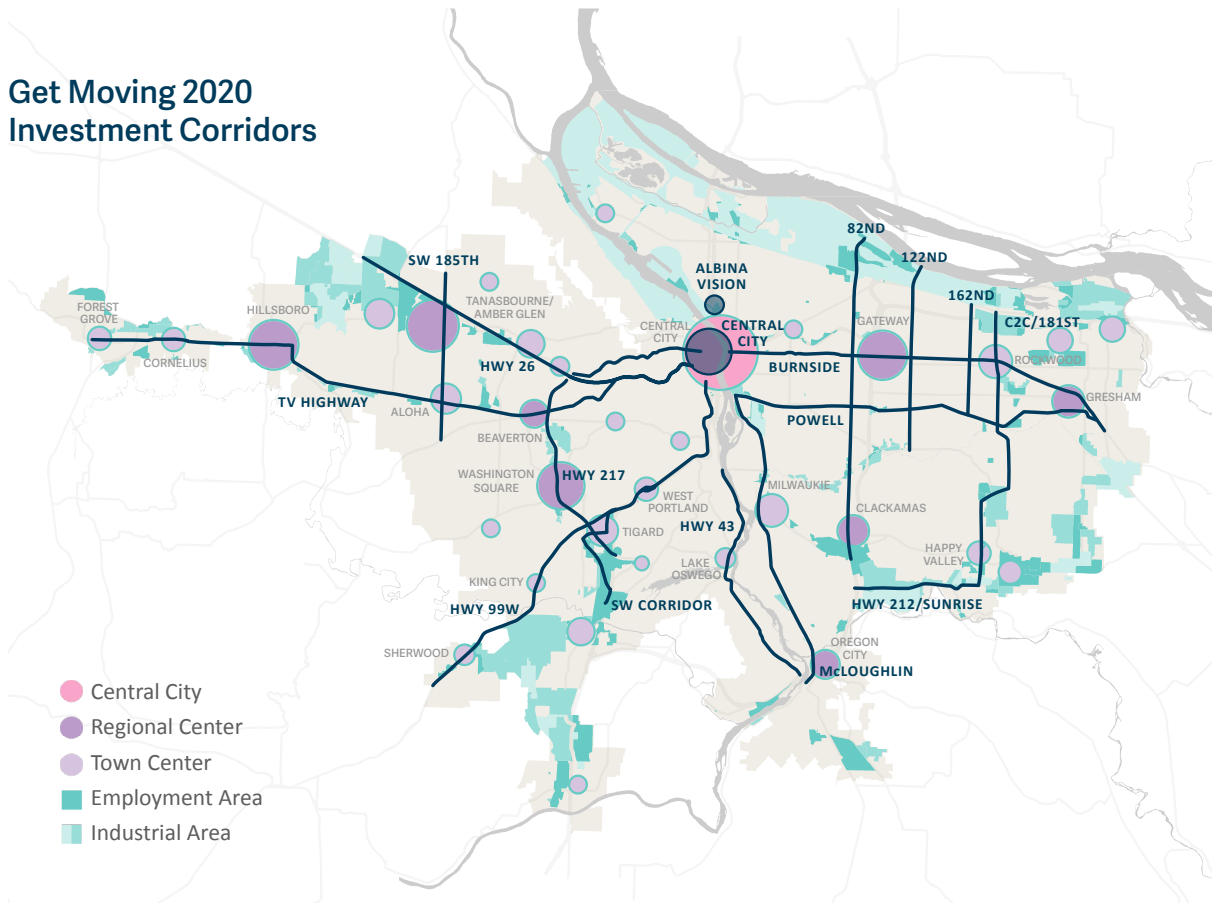 Get Moving 2020
Investment Corridors
82ND
122ND
SW 185TH
ALBINA
VISION
162ND
TANASBOURNE/
AMBER GLEN
FOREST
GROVE
HILLSBORO
CENTRAL
CITY
CENTRAL
CITY
GATEWAY
C2C/181ST
CORNELIUS
HWY 26
BURNSIDE
ROCKWOOD
TV HIGHWAY
ALOHA
GRESHAM
BEAVERTON
POWELL
WASHINGTON
SQUARE
HWY 217
WEST
PORTLAND
MILWAUKIE
CLACKAMAS
TIGARD
HWY 43
HAPPY
VALLEY
LAKE
OSWEGO
KING CITY
HWY 99W
SW CORRIDOR
HWY 212/SUNRISE
SHERWOOD
OREGON
CITY
McLOUGHLIN
Central City
Regional Center
Town Center
Employment Area
Industrial Area